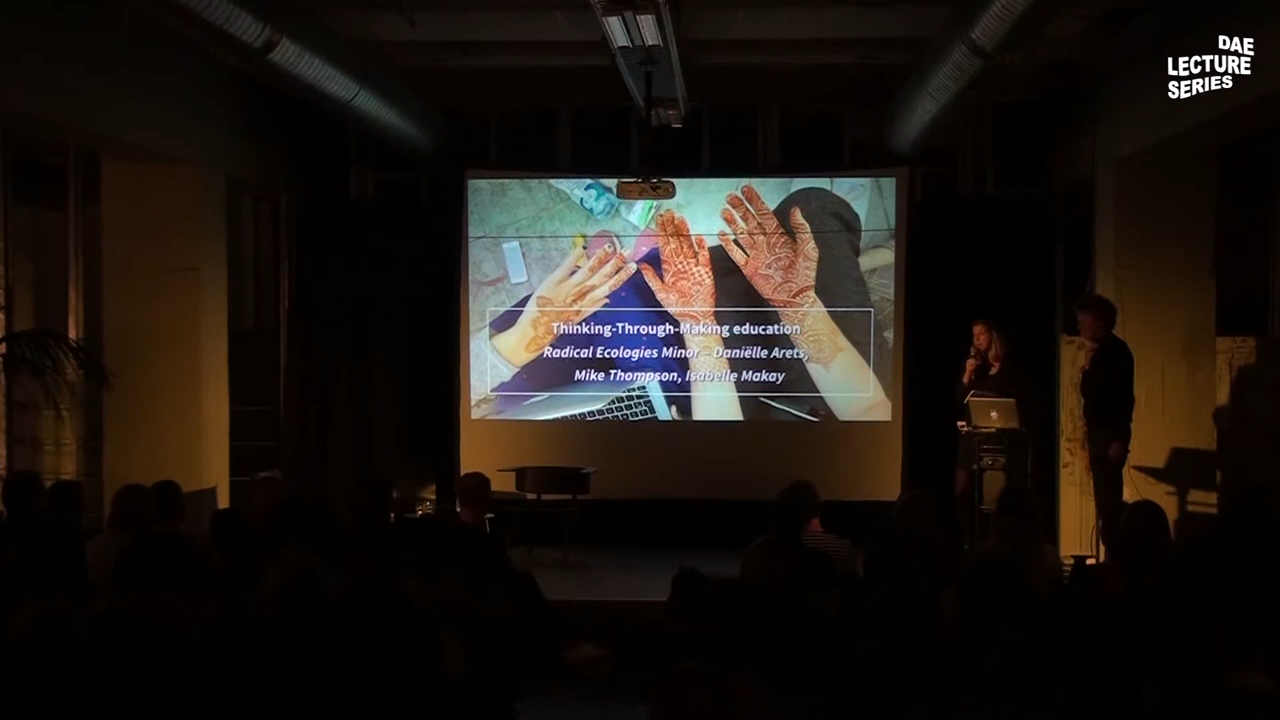 DAE
LECTURE
SERIES
Thinking-Through-Making education
Radical Ecologies Minor – Daniëlle Arets,
Mike Thompson, Isabelle Makay